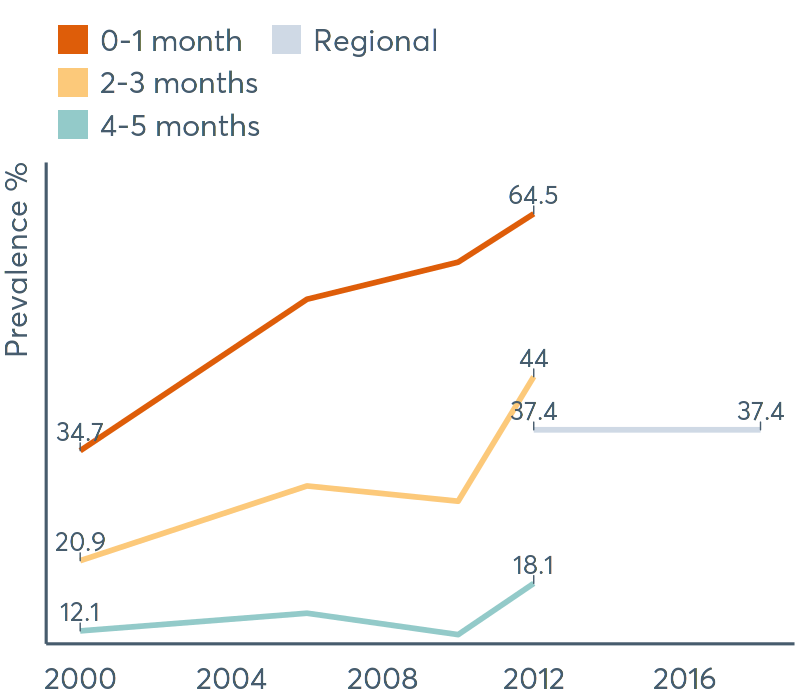 0-1 month Regional
2-3 months
4-5 months
Prevalence %
64.5
44
37.4 37.4
34.7
20.9
18.1
12.1
2000 2004 2008 2012 2016